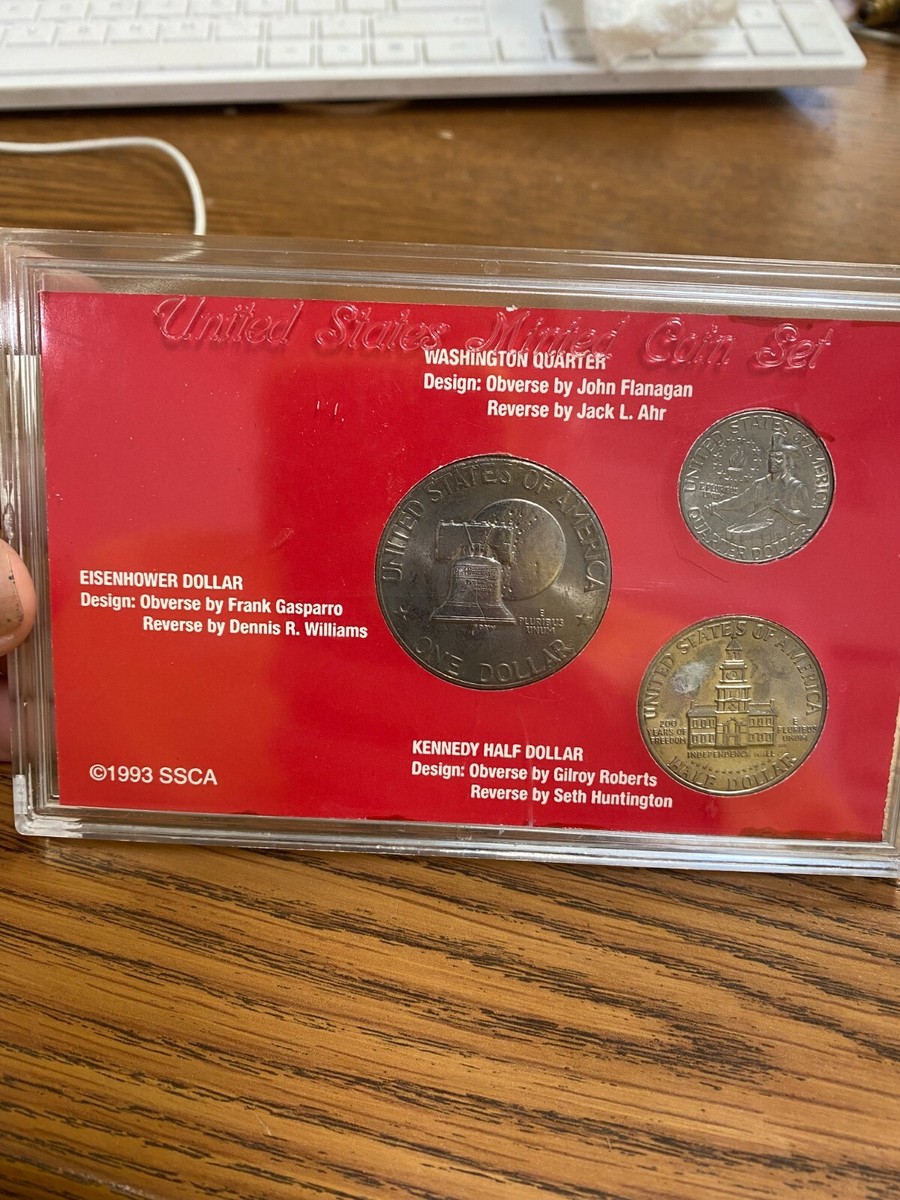 United States Minted Coin Set
WASHINGTON QUARTER
Design: Obverse by John Flanagan
Reverse by Jack L. Ahr
UNITED STATES OF AMERICA
QUARTER DOLLAR
UNITED STATES OF AMERICA
E
PLURIBUS
UNUM
ONE DOLLAR
EISENHOWER DOLLAR
Design: Obverse by Frank Gasparro
Reverse by Dennis R. Williams
UNITED STATES OF AMERICA
200
YEARS OF
FREEDOM
E
PLURIBUS
UNUM
INDEPENDENCE HALL
HALF DOLLAR
KENNEDY HALF DOLLAR
Design: Obverse by Gilroy Roberts
Reverse by Seth Huntington
©1993 SSCA